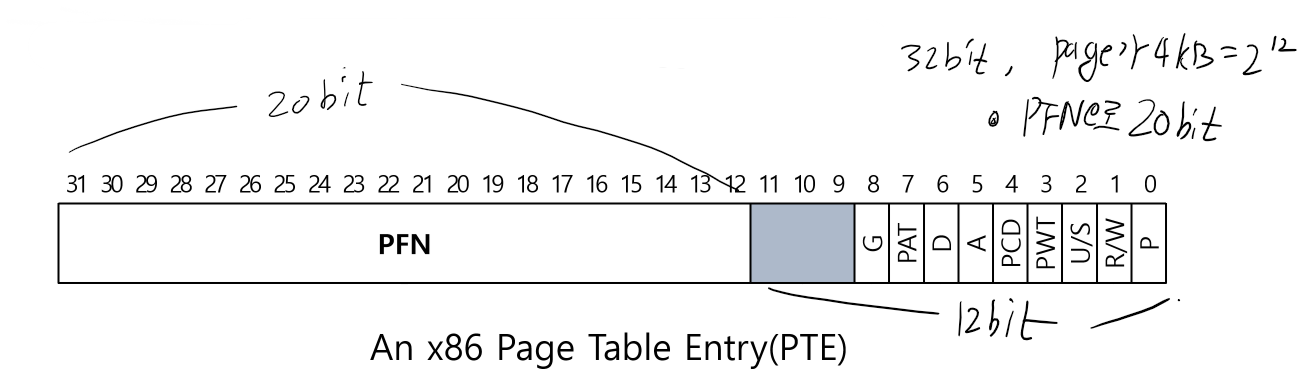 32bit, page가 4kB=2^12
• PFN으로 20bit
20bit
31 30 29 28 27 26 25 24 23 22 21 20 19 18 17 16 15 14 13 12 11 10 9 8 7 6 5 4 3 2 1 0
PFN G PAT D A PCD PWT U/S R/W P
12bit
An x86 Page Table Entry(PTE)